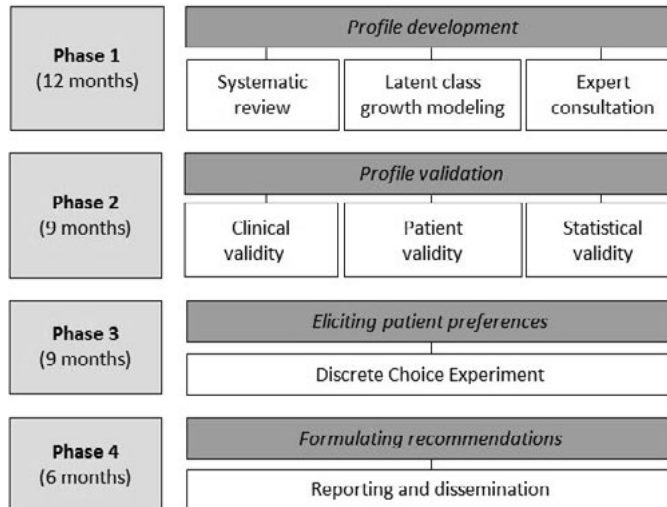 Phase 1
(12 months)
Profile development
Systematic
review
Latent class
growth modeling
Expert
consultation
Phase 2
(9 months)
Profile validation
Clinical
validity
Patient
validity
Statistical
validity
Phase 3
(9 months)
Eliciting patient preferences
Discrete Choice Experiment
Phase 4
(6 months)
Formulating recommendations
Reporting and dissemination